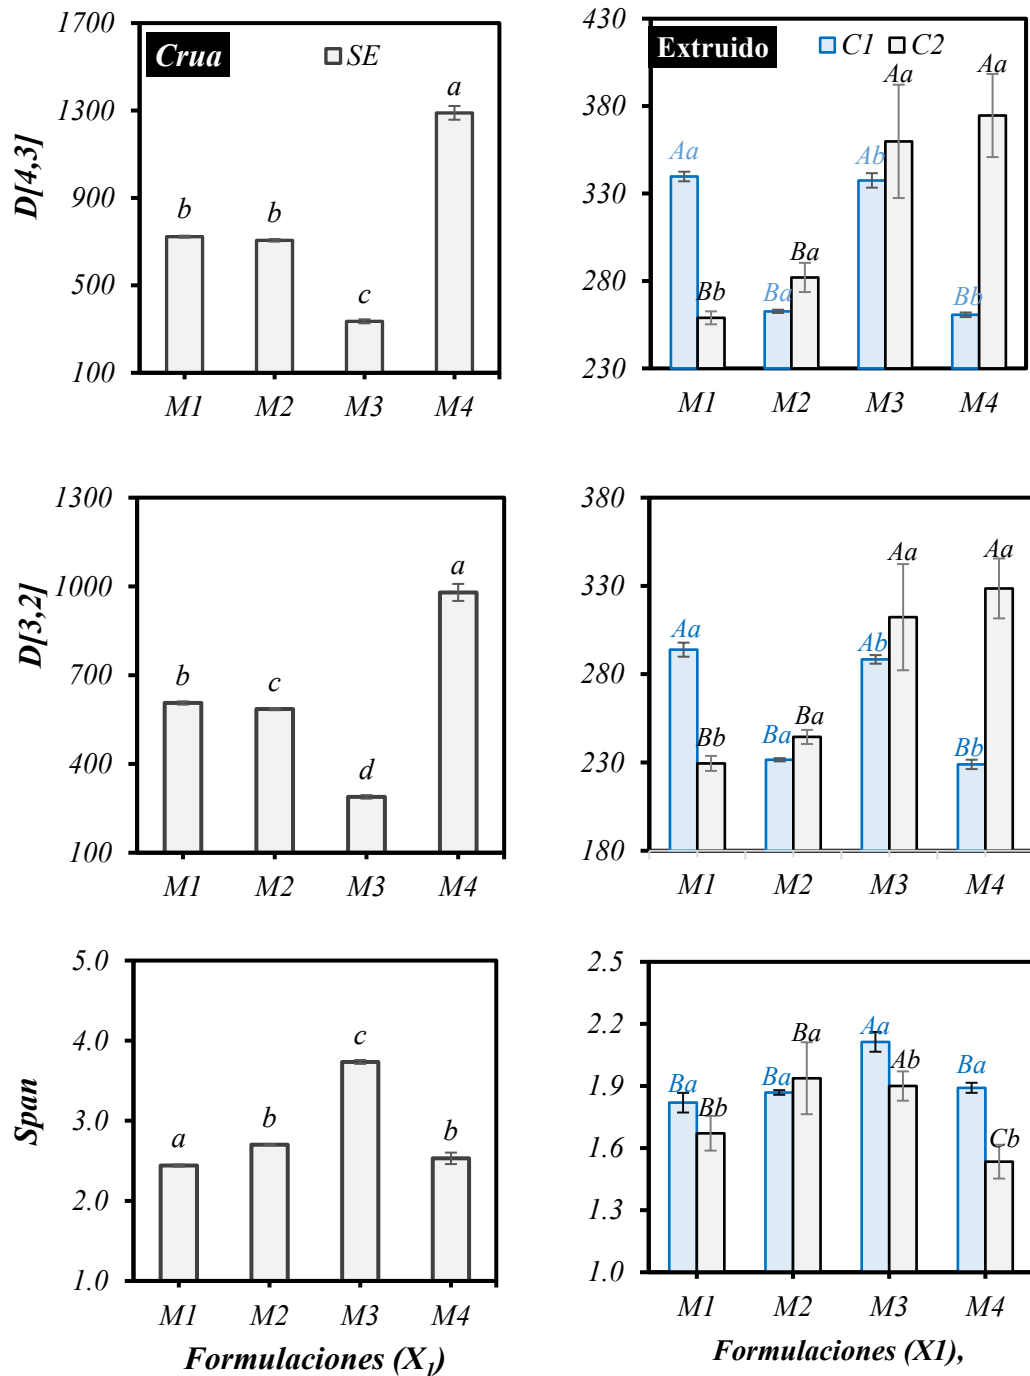 Crua
SE
1700
1300
900
500
100
D[4,3]
b
b
c
a
M1 M2 M3 M4
Extruido
C1 C2
430
380
330
280
230
Aa
Bb
Ba
Ba
Ab
Aa
Bb
Aa
M1 M2 M3 M4
1300
1000
700
400
100
D[3,2]
b
c
d
a
M1 M2 M3 M4
380
330
280
230
180
Aa
Bb
Ba
Ba
Ab
Aa
Bb
Aa
M1 M2 M3 M4
5.0
4.0
3.0
2.0
1.0
Span
a
b
c
b
M1 M2 M3 M4
Formulaciones (X1)
2.5
2.2
1.9
1.6
1.3
1.0
Ba
Bb
Ba
Ba
Aa
Ab
Ba
Cb
M1 M2 M3 M4
Formulaciones (X1),